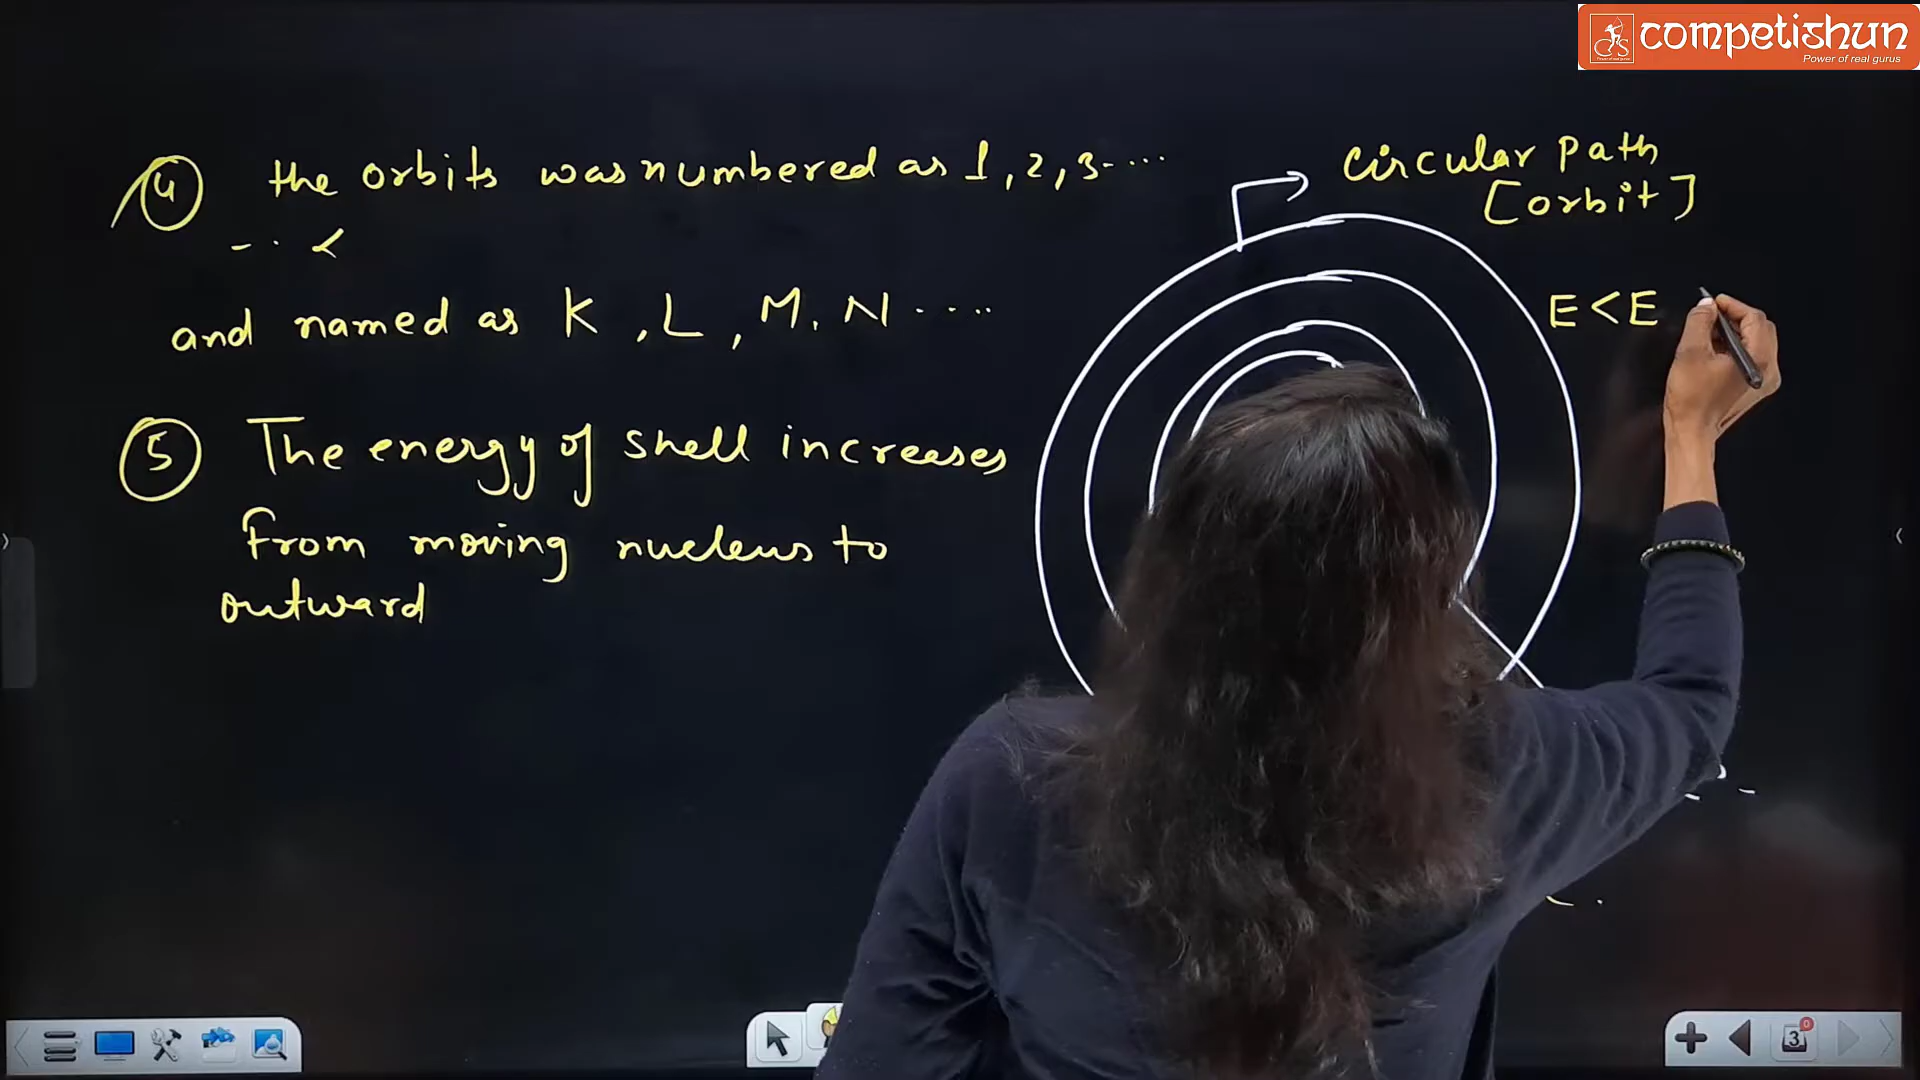 competishun
Power of real gurus
4 the orbits was numbered as 1, 2, 3- ...
and named as K , L , M, N ....
5 The energy of shell increases
from moving nucleus to
outward
circular path
[orbit]
E < E
3